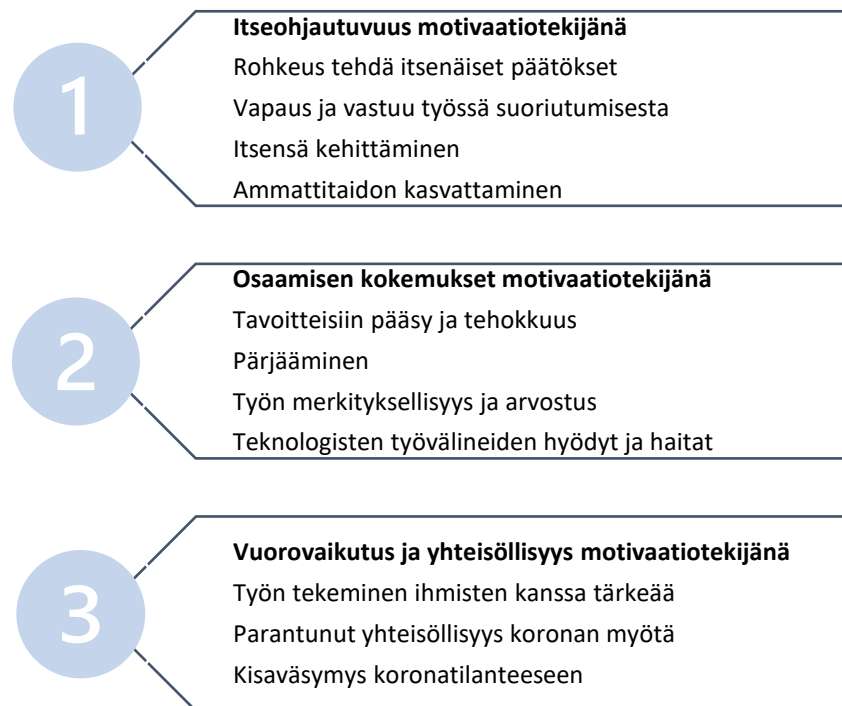 1
Itseohjautuvuus motivaatiotekijänä
Rohkeus tehdä itsenäiset päätökset
Vapaus ja vastuu työssä suoriutumisesta
Itsensä kehittäminen
Ammattitaidon kasvattaminen
2
Osaamisen kokemukset motivaatiotekijänä
Tavoitteisiin pääsy ja tehokkuus
Pärjääminen
Työn merkityksellisyys ja arvostus
Teknologisten työvälineiden hyödyt ja haitat
3
Vuorovaikutus ja yhteisöllisyys motivaatiotekijänä
Työn tekeminen ihmisten kanssa tärkeää
Parantunut yhteisöllisyys koronan myötä
Kisaväsymys koronatilanteeseen